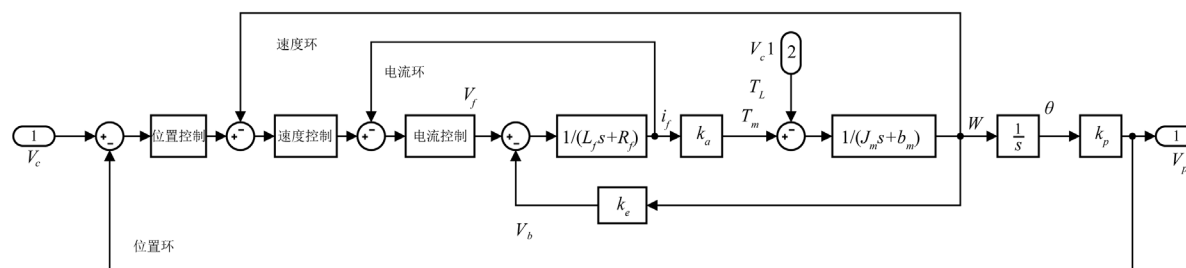 速度环
电流环
V_c1
2
T_L
V_f
i_f
T_m
W
θ
1
V_c
+
-
位置控制
+
-
速度控制
+
-
电流控制
+
-
1/(L_f s+R_f)
k_a
+
-
1/(J_m s+b_m)
1/s
k_p
1
V_p
k_e
V_b
位置环